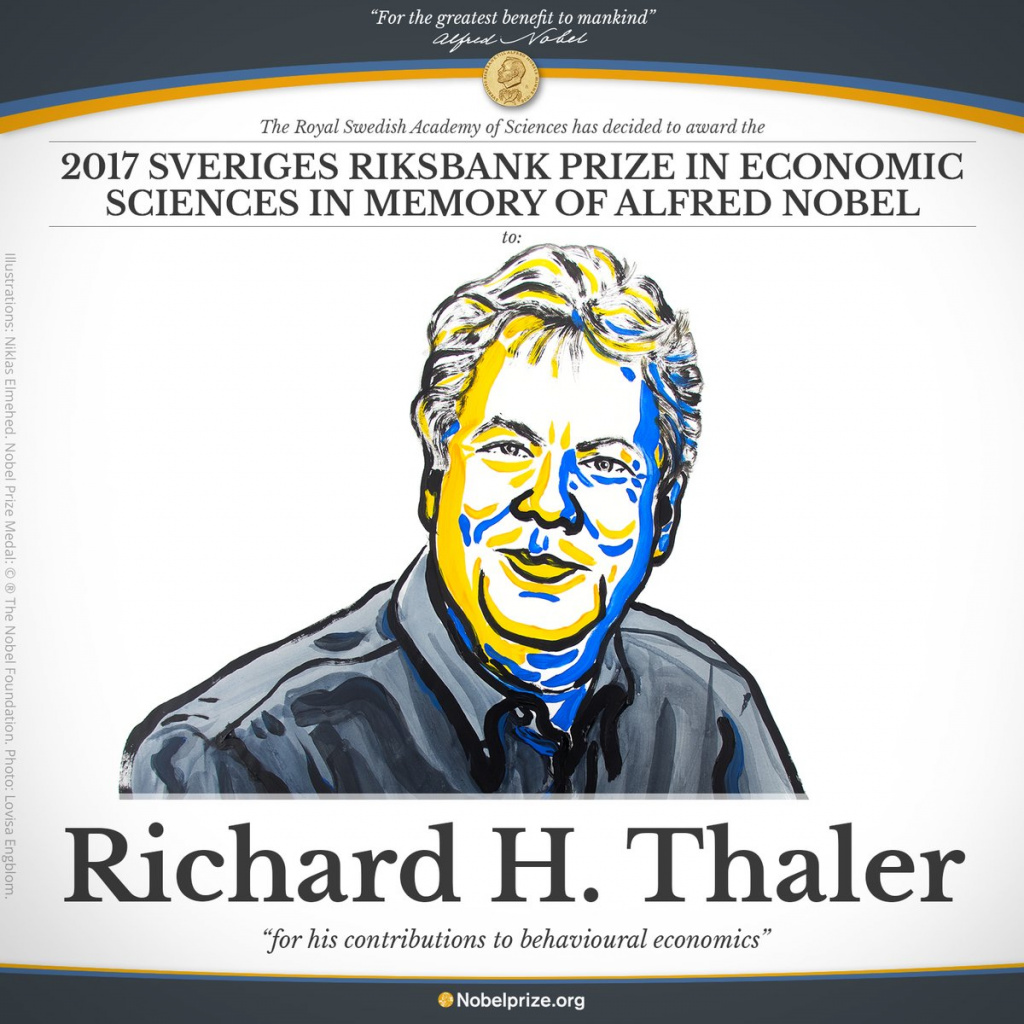 “For the greatest benefit to mankind”
Alfred Nobel
The Royal Swedish Academy of Sciences has decided to award the
2017 SVERIGES RIKSBANK PRIZE IN ECONOMIC
SCIENCES IN MEMORY OF ALFRED NOBEL
to:
Illustrations: Niklas Elmehed. Nobel Prize Medal: © ® The Nobel Foundation. Photo: Lovisa Engblom.
Richard H. Thaler
“for his contributions to behavioural economics”
Nobelprize.org